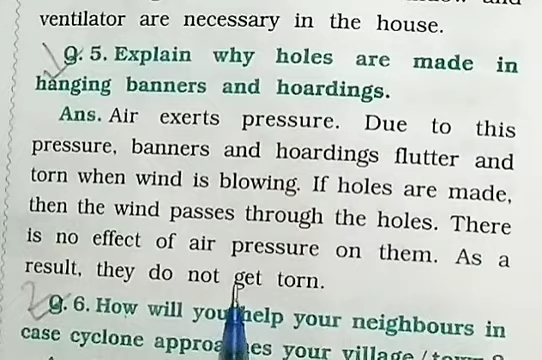 ventilator are necessary in the house.
Q. 5. Explain why holes are made in
hanging banners and hoardings.
Ans. Air exerts pressure. Due to this
pressure, banners and hoardings flutter and
torn when wind is blowing. If holes are made,
then the wind passes through the holes. There
is no effect of air pressure on them. As a
result, they do not get torn.
Q. 6. How will you help your neighbours in
case cyclone approaches your village /